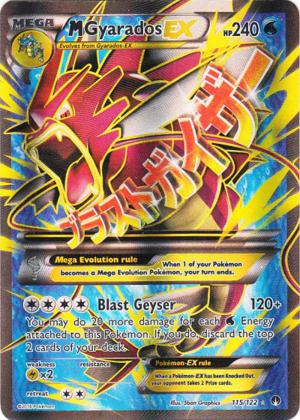 MEGA
M Gyarados EX HP240
Evolves from Gyarados-EX
ブラストガイザー
Mega Evolution rule
When 1 of your Pokémon
becomes a Mega Evolution Pokémon, your turn ends.
Blast Geyser 120+
You may do 20 more damage for each
Energy
attached to this Pokémon. If you do, discard the top
2 cards of your deck.
weakness
×2
resistance
retreat
Pokémon-EX rule
When a Pokémon-EX has been Knocked Out,
your opponent takes 2 Prize cards.
©2016 Pokémon
Illus. 5ban Graphics
115/122